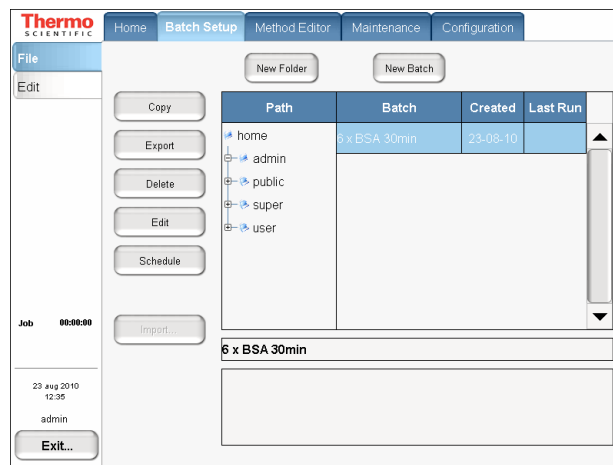 Thermo
SCIENTIFIC
Home
Batch Setup
Method Editor
Maintenance
Configuration
File
Edit
New Folder
New Batch
Copy
Export
Delete
Edit
Schedule
Import...
Path
Batch
Created
Last Run
home
admin
public
super
user
6 x BSA 30min
23-08-10
6 x BSA 30min
Job 00:00:00
23 aug 2010
12:35
admin
Exit...